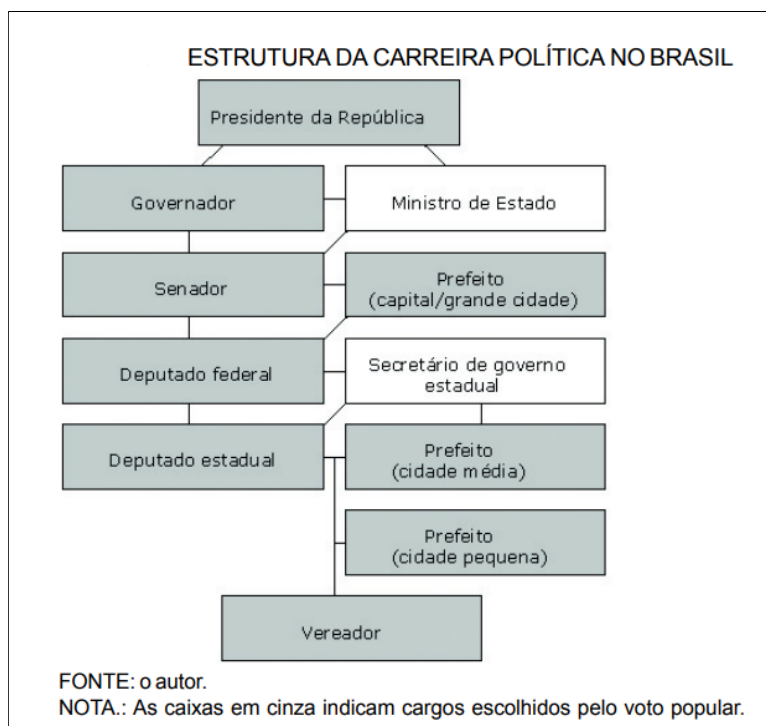 ESTRUTURA DA CARREIRA POLÍTICA NO BRASIL
Presidente da República
Governador
Ministro de Estado
Senador
Prefeito
(capital/grande cidade)
Deputado federal
Secretário de governo
estadual
Deputado estadual
Prefeito
(cidade média)
Prefeito
(cidade pequena)
Vereador
FONTE: o autor.
NOTA.: As caixas em cinza indicam cargos escolhidos pelo voto popular.